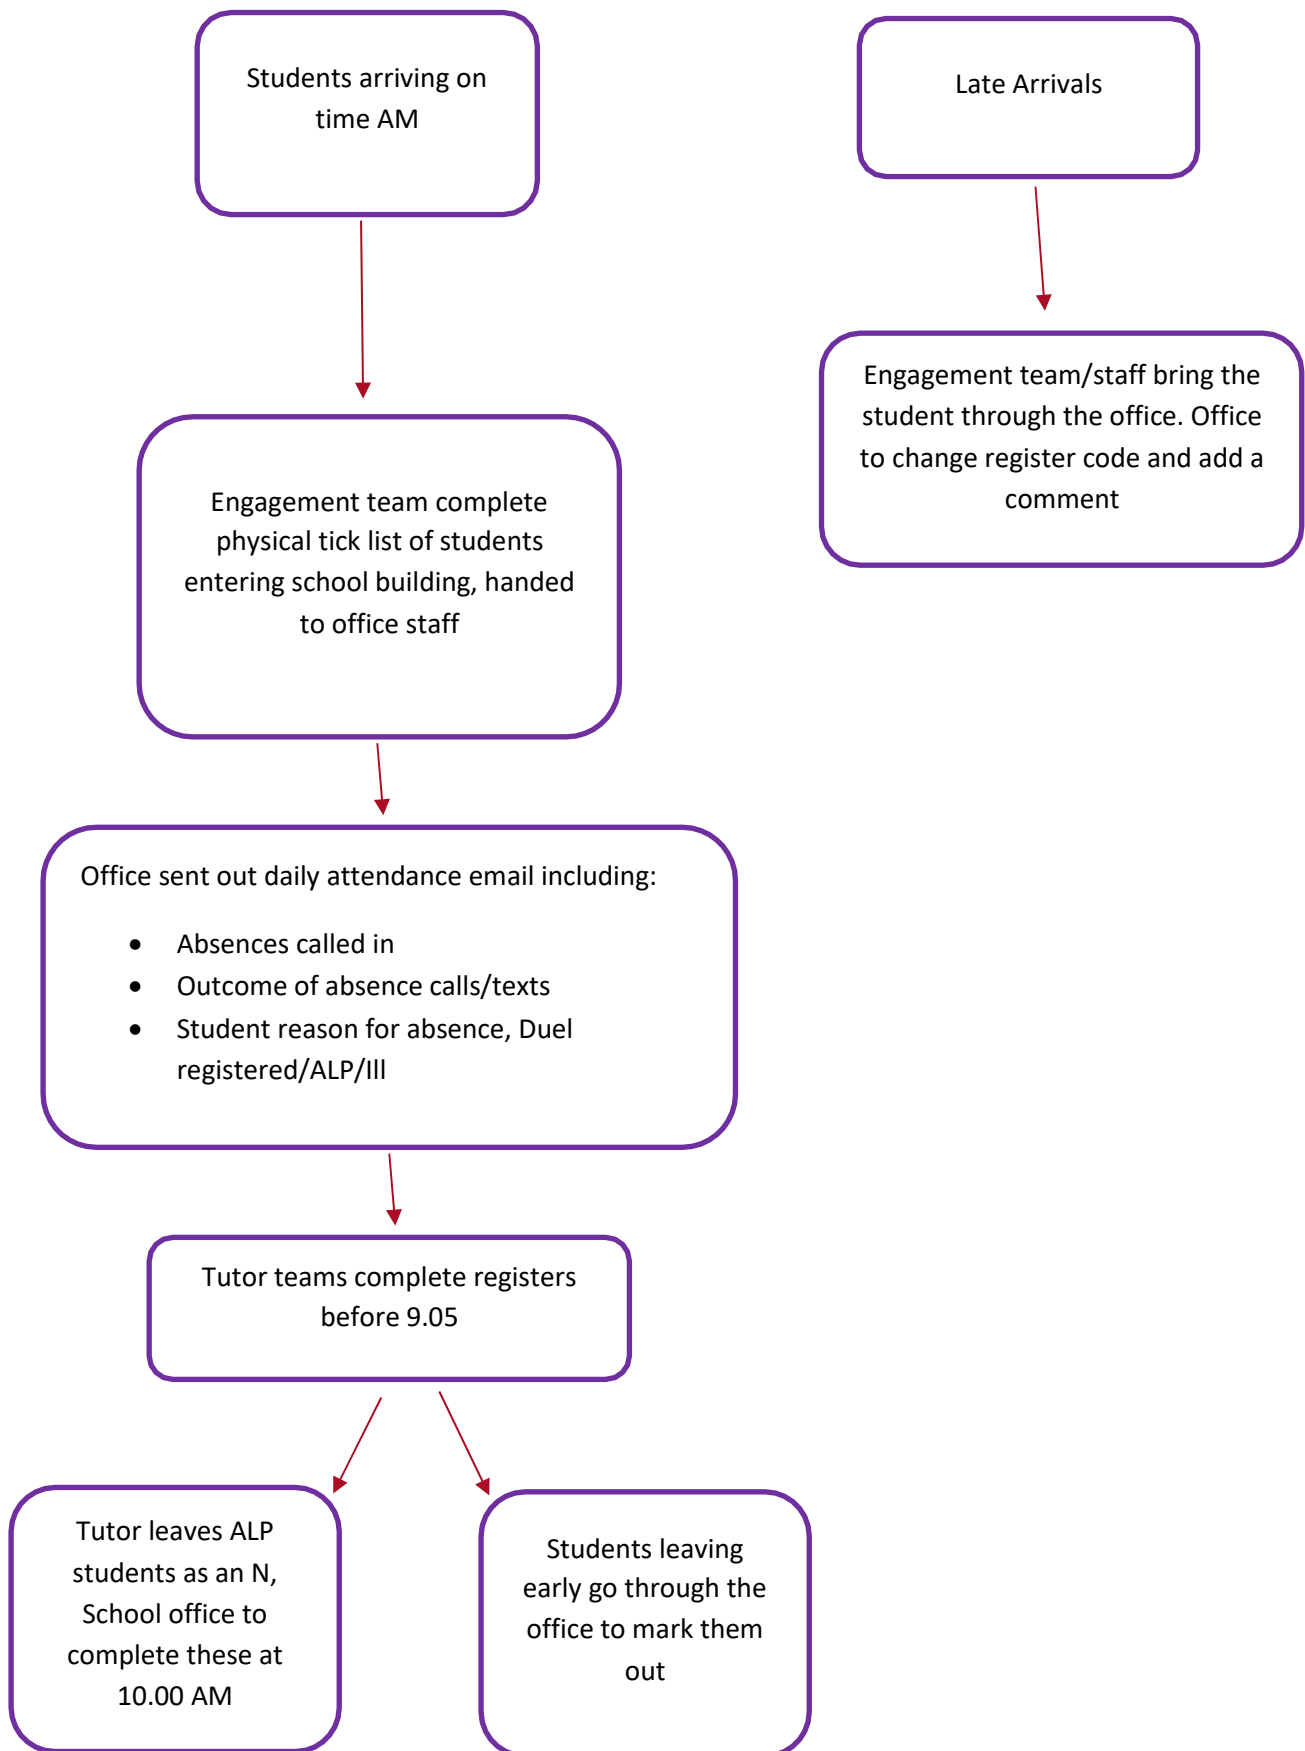 Students arriving on
time AM
Late Arrivals
Engagement team/staff bring the
student through the office. Office
to change register code and add a
comment
Engagement team complete
physical tick list of students
entering school building, handed
to office staff
Office sent out daily attendance email including:
• Absences called in
• Outcome of absence calls/texts
• Student reason for absence, Duel
registered/ALP/Ill
Tutor teams complete registers
before 9.05
Tutor leaves ALP
students as an N,
School office to
complete these at
10.00 AM
Students leaving
early go through the
office to mark them
out